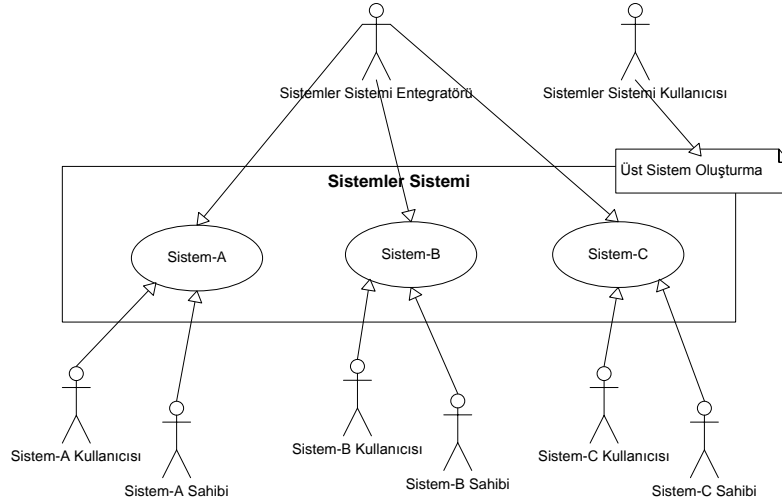 Sistemler Sistemi Entegratörü
Sistemler Sistemi Kullanıcısı
Üst Sistem Oluşturma
Sistemler Sistemi
Sistem-A
Sistem-B
Sistem-C
Sistem-A Kullanıcısı
Sistem-A Sahibi
Sistem-B Kullanıcısı
Sistem-B Sahibi
Sistem-C Kullanıcısı
Sistem-C Sahibi